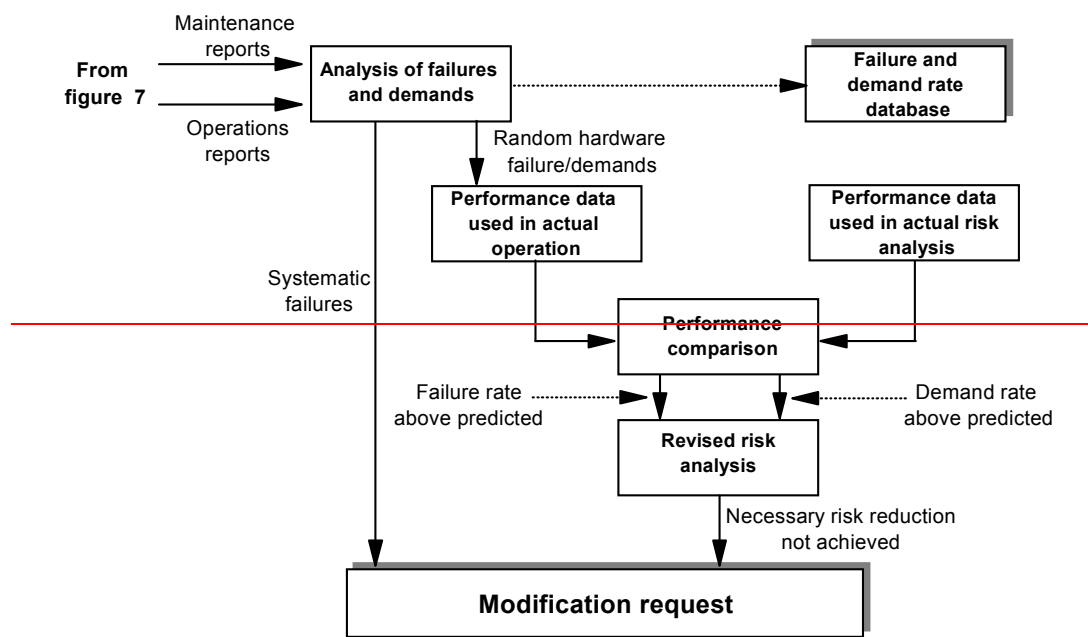 Maintenance
reports
From
figure 7
Operations
reports
Analysis of failures
and demands
Failure and
demand rate
database
Random hardware
failure/demands
Performance data
used in actual
operation
Performance data
used in actual risk
analysis
Systematic
failures
Performance
comparison
Failure rate
above predicted
Demand rate
above predicted
Revised risk
analysis
Necessary risk reduction
not achieved
Modification request